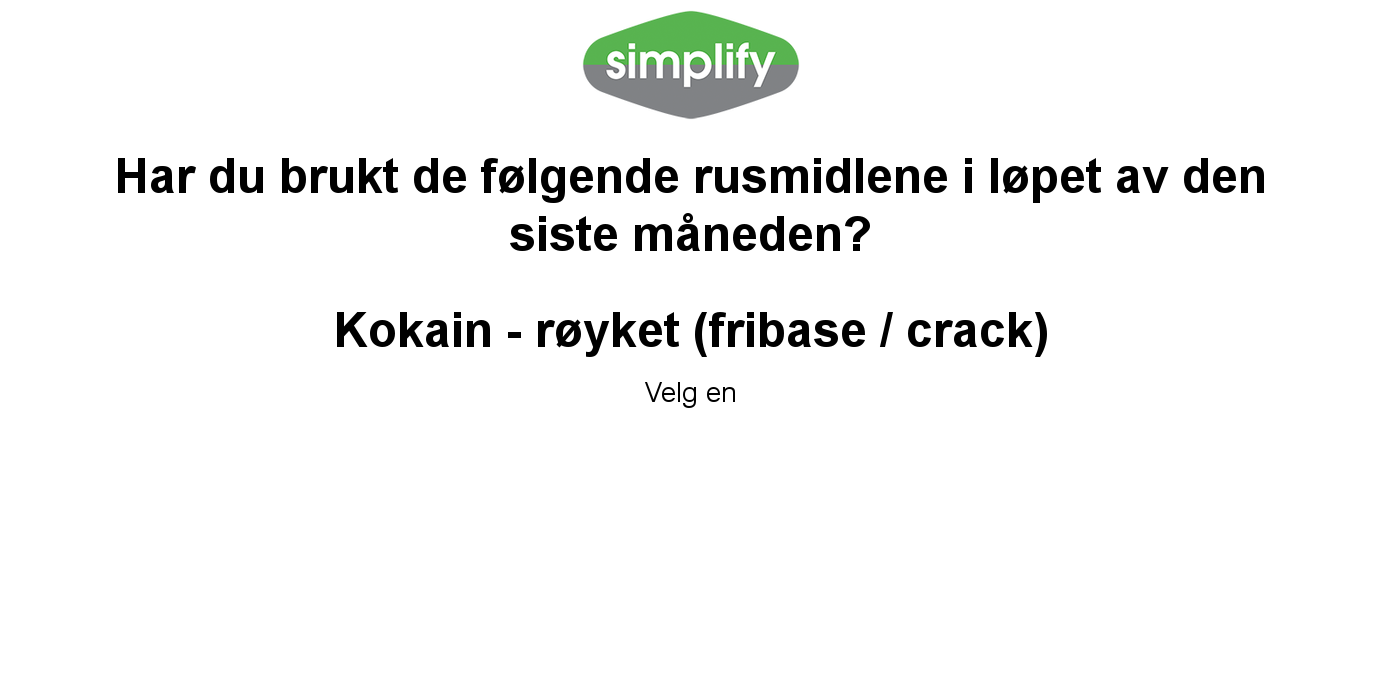 simplify
Har du brukt de følgende rusmidlene i løpet av den
siste måneden?
Kokain - røyket (fribase / crack)
Velg en